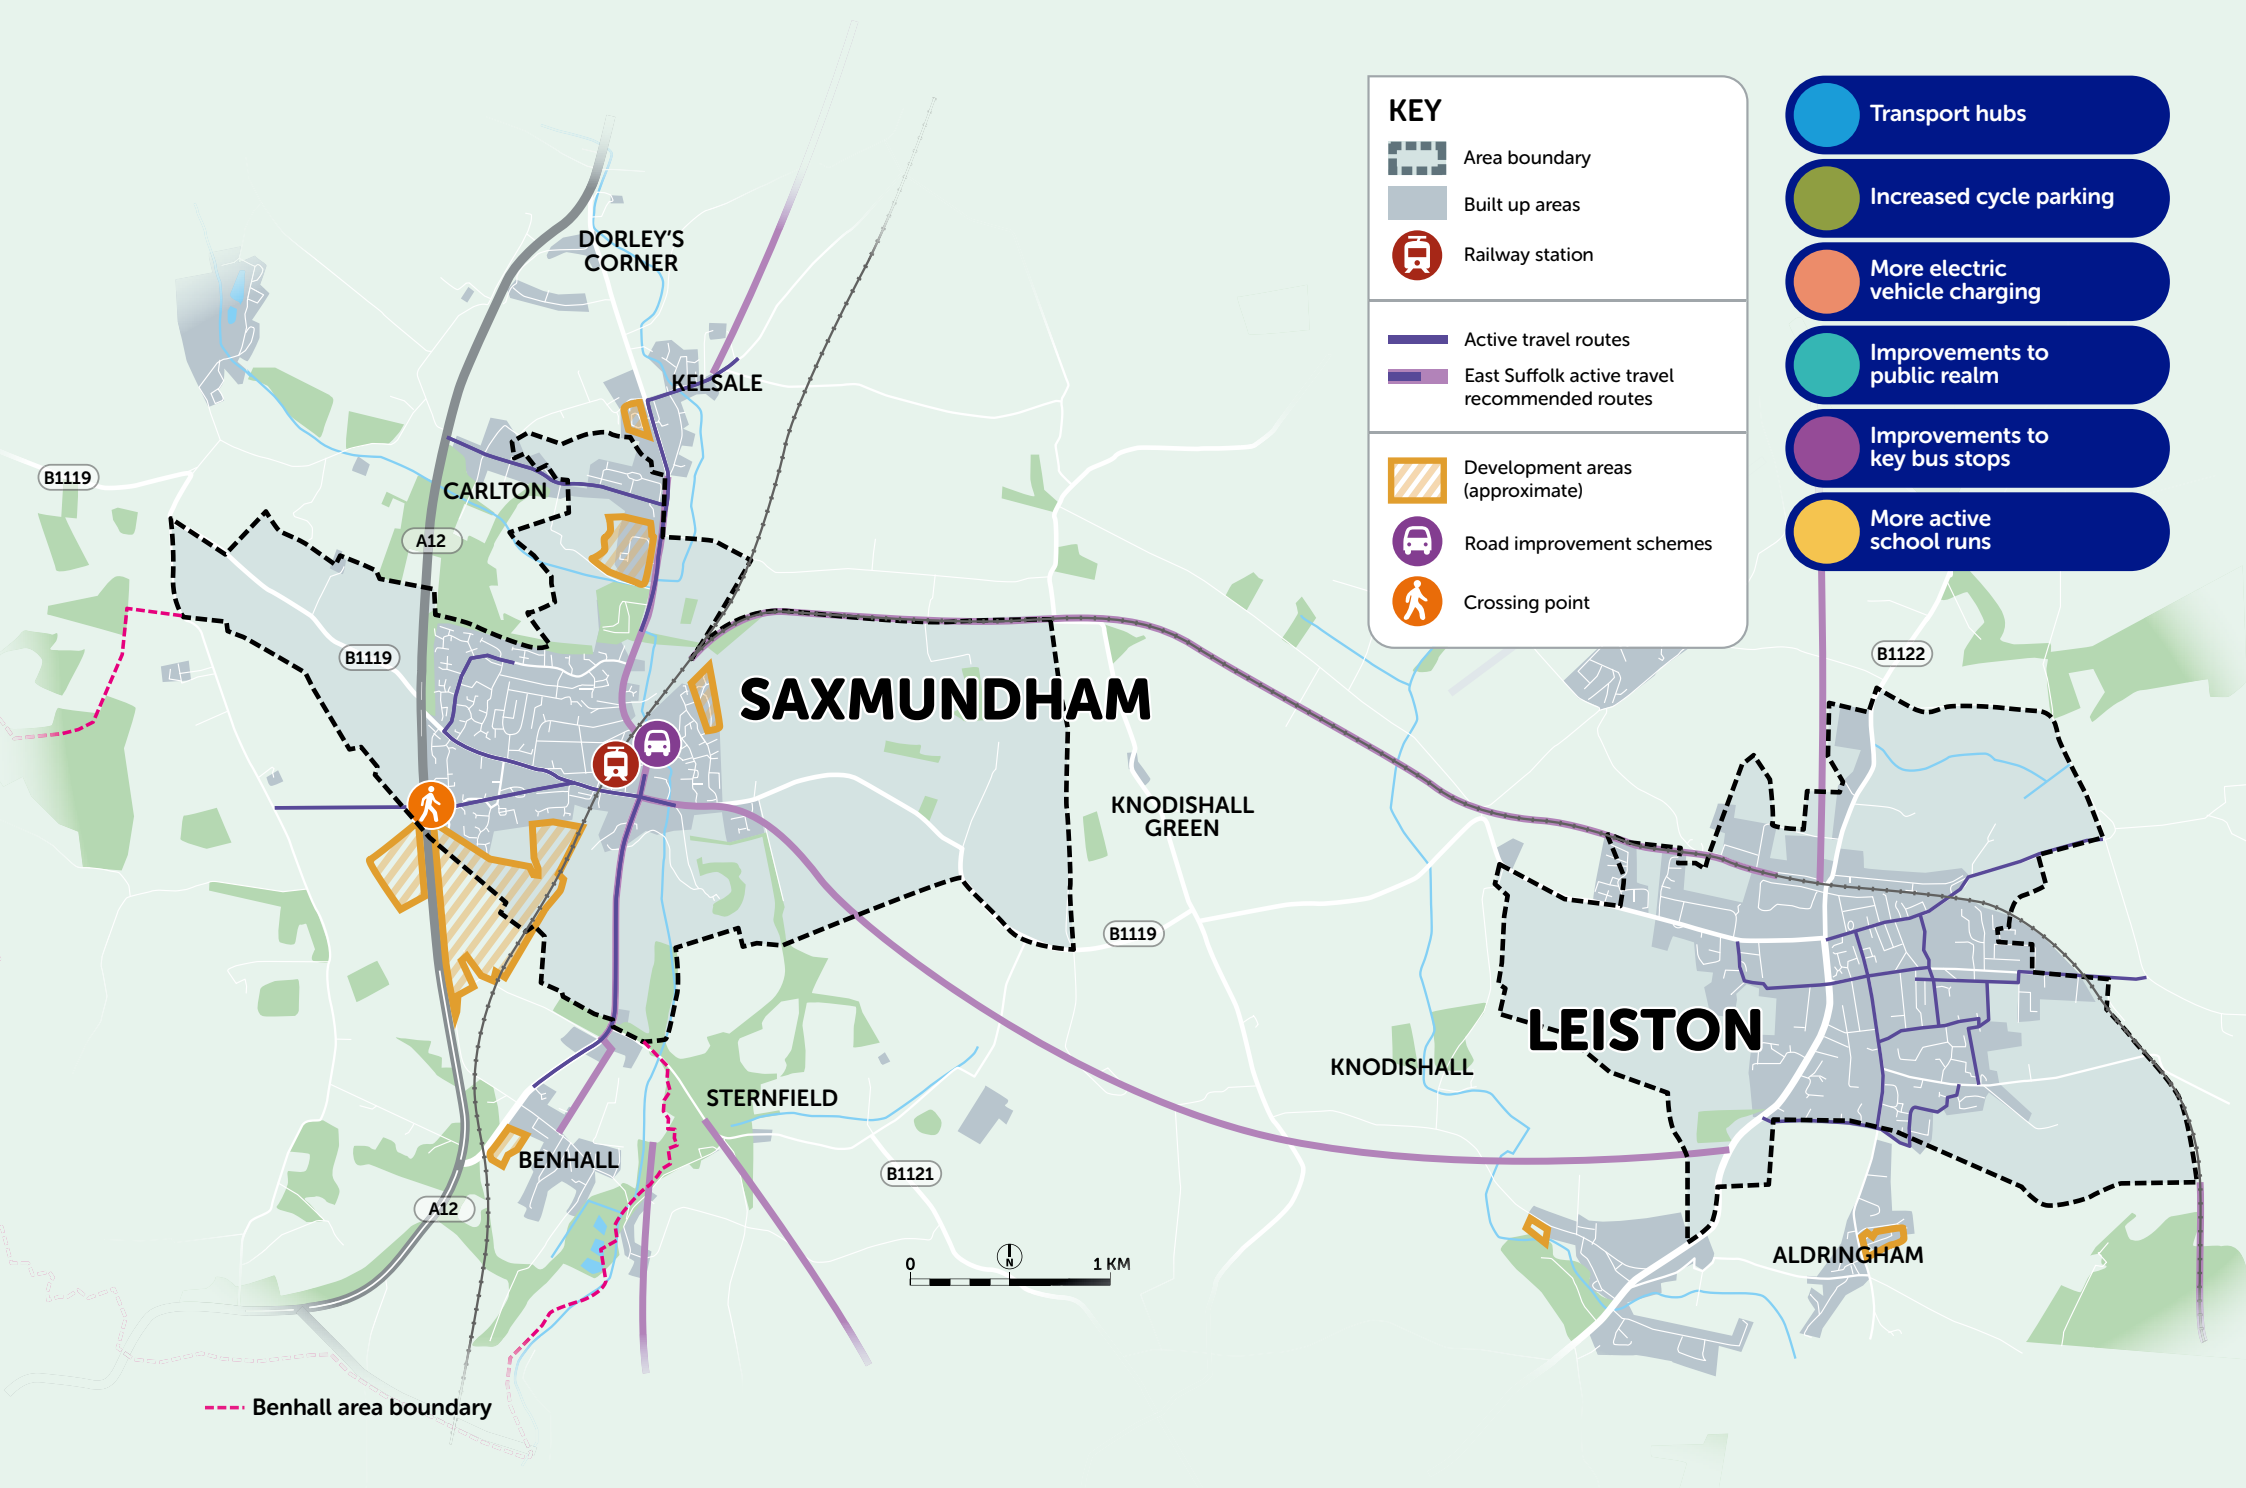 KEY
Area boundary
Built up areas
Railway station
Active travel routes
East Suffolk active travel
recommended routes
Development areas
(approximate)
Road improvement schemes
Crossing point
Transport hubs
Increased cycle parking
More electric
vehicle charging
Improvements to
public realm
Improvements to
key bus stops
More active
school runs
DORLEY'S
CORNER
KELSALE
B1119
CARLTON
A12
B1119
B1122
SAXMUNDHAM
KNODISHALL
GREEN
B1119
LEISTON
KNODISHALL
STERNFIELD
BENHALL
B1121
A12
ALDRINGHAM
0
N
1 KM
Benhall area boundary